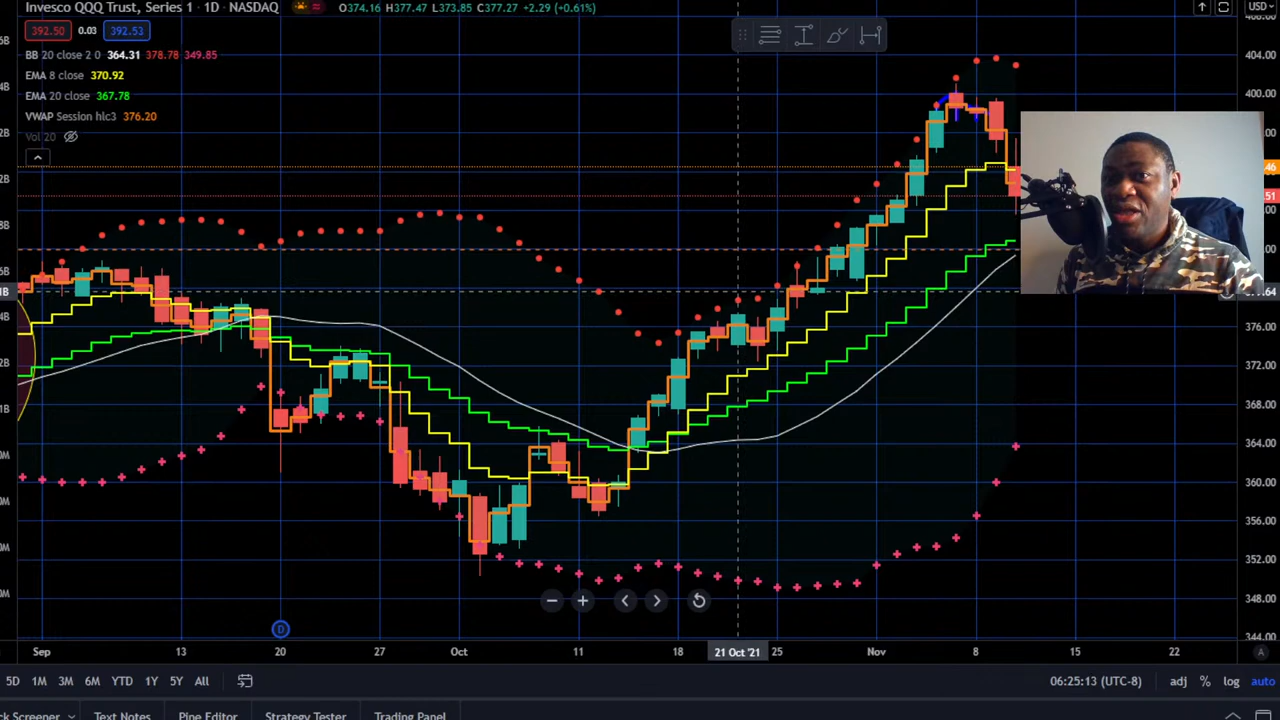 Invesco QQQ Trust, Series 1 · 1D · NASDAQ O374.16 H377.47 L373.85 C377.27 +2.29 (+0.61%) USD
392.50 0.03 392.53
BB 20 close 2 0 364.31 378.78 349.85
EMA 8 close 370.92
EMA 20 close 367.78
VWAP Session hlc3 376.20
Vol 20
404.00
400.00
376.00
372.00
368.00
364.00
360.00
356.00
352.00
348.00
344.00
D
Sep 13 20 27 Oct 11 18 21 Oct '21 25 Nov 8 15 22 A
5D 1M 3M 6M YTD 1Y 5Y All 06:25:13 (UTC-8) adj % log auto
Screener Text Notes Pine Editor Strategy Tester Trading Panel